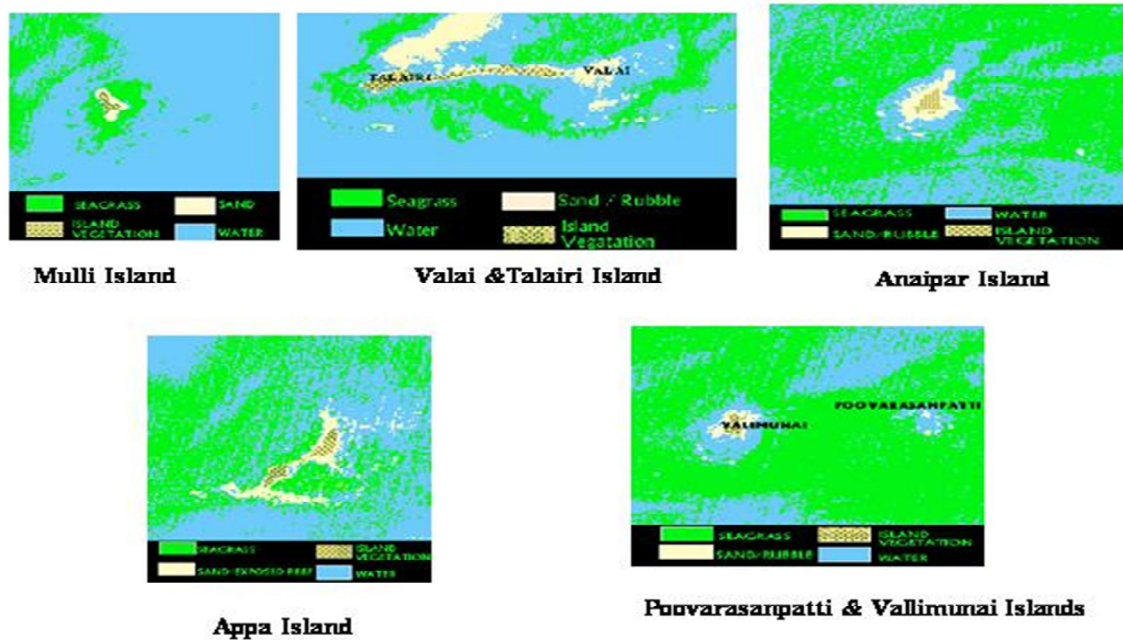 SEAGRASS
SAND
ISLAND VEGETATION
WATER
Mulli Island
TALAIRI
VALAI
Seagrass
Sand / Rubble
Water
Island Vegatation
Valai &Talairi Island
SEAGRASS
WATER
SAND/RUBBLE
ISLAND VEGETATION
Anaipar Island
SEAGRASS
ISLAND VEGETATION
SAND/EXPOSED REEF
WATER
Appa Island
POOVARASANPATTI
VALIMUNAI
SEAGRASS
ISLAND VEGETATION
SAND/RUBBLE
WATER
Poovarasanpatti & Vallimunai Islands